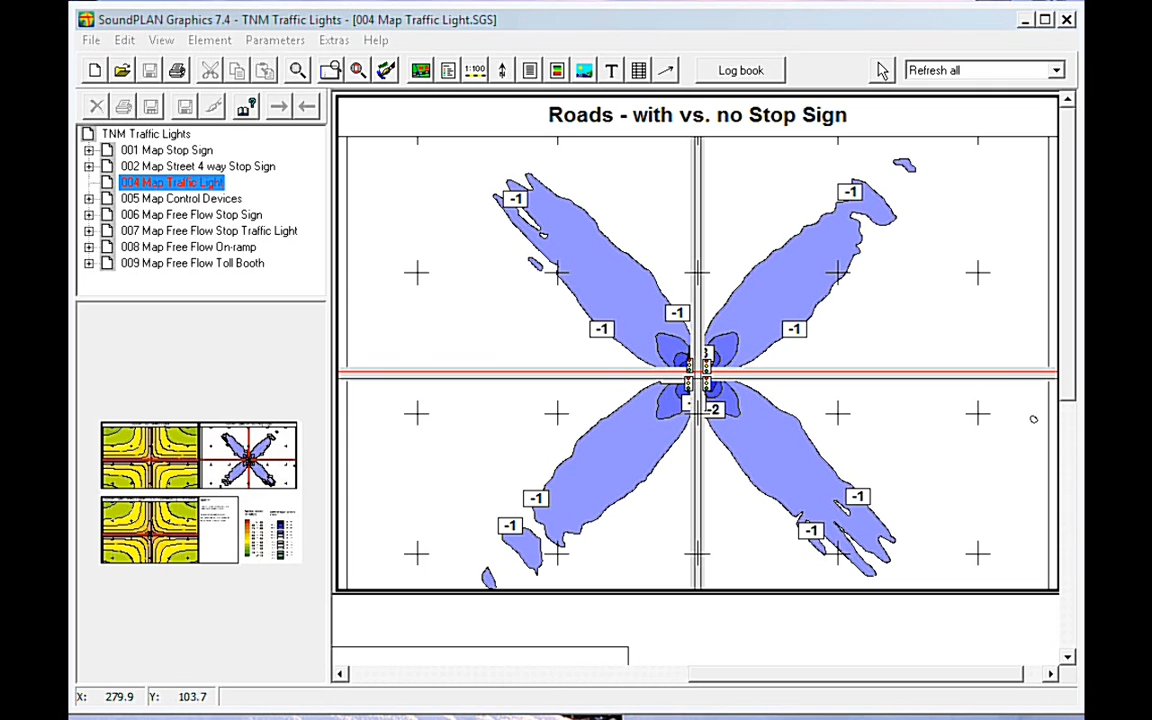 SoundPLAN Graphics 7.4 - TNM Traffic Lights - [004 Map Traffic Light.SGS]
File Edit View Element Parameters Extras Help
1:100 T Log book Refresh all
TNM Traffic Lights
001 Map Stop Sign
002 Map Street 4 way Stop Sign
004 Map Traffic Light
005 Map Control Devices
006 Map Free Flow Stop Sign
007 Map Free Flow Stop Traffic Light
008 Map Free Flow On-ramp
009 Map Free Flow Toll Booth
Roads - with vs. no Stop Sign
-1
-1
-1
-1
-1
-2
-1
-1
-1
-1
X: 279.9 Y: 103.7